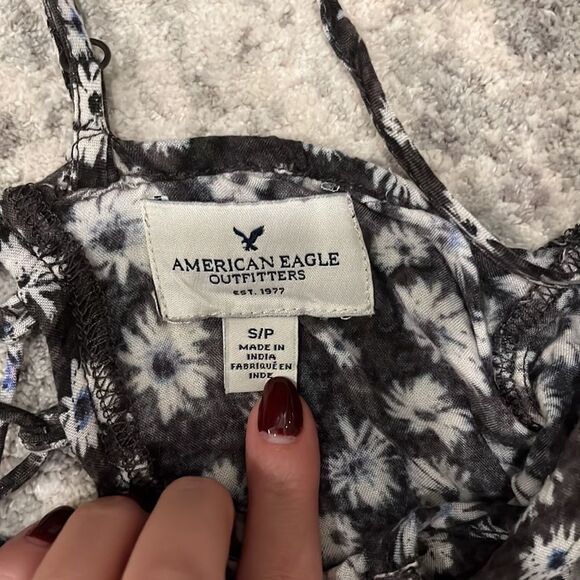 AMERICAN EAGLE
OUTFITTERS
EST. 1977
S/P
MADE IN
INDIA
FABRIQUÉ EN
INDE